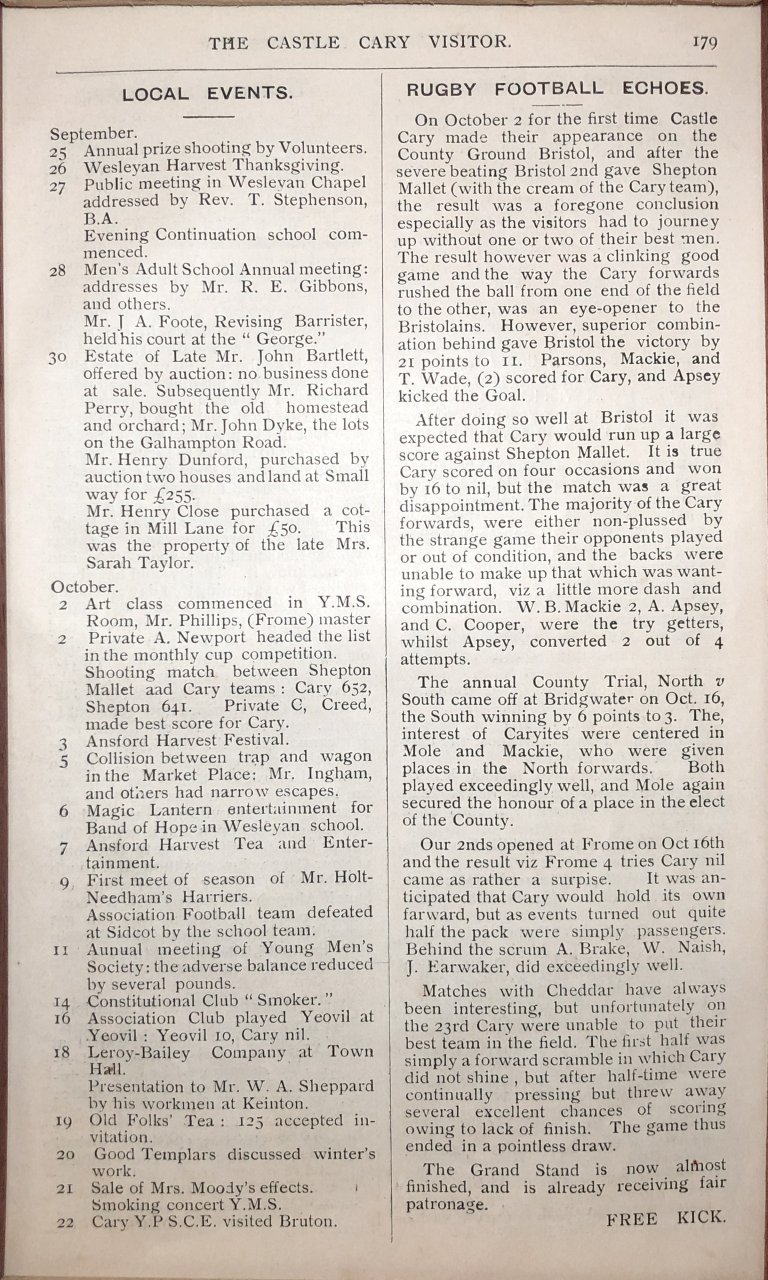 THE CASTLE CARY VISITOR. 179
LOCAL EVENTS.
September.
25 Annual prize shooting by Volunteers.
26 Wesleyan Harvest Thanksgiving.
27 Public meeting in Wesleyan Chapel
addressed by Rev. T. Stephenson,
B.A.
Evening Continuation school com-
menced.
28 Men's Adult School Annual meeting:
addresses by Mr. R. E. Gibbons,
and others.
Mr. J A. Foote, Revising Barrister,
held his court at the " George."
30 Estate of Late Mr. John Bartlett,
offered by auction: no business done
at sale. Subsequently Mr. Richard
Perry, bought the old homestead
and orchard; Mr. John Dyke, the lots
on the Galhampton Road.
Mr. Henry Dunford, purchased by
auction two houses and land at Small
way for £255.
Mr. Henry Close purchased a cot-
tage in Mill Lane for £50. This
was the property of the late Mrs.
Sarah Taylor.
October.
2 Art class commenced in Y.M.S.
Room, Mr. Phillips, (Frome) master
2 Private A. Newport headed the list
in the monthly cup competition.
Shooting match between Shepton
Mallet aad Cary teams : Cary 652,
Shepton 641. Private C, Creed,
made best score for Cary.
3 Ansford Harvest Festival.
5 Collision between trap and wagon
in the Market Place: Mr. Ingham,
and others had narrow escapes.
6 Magic Lantern entertainment for
Band of Hope in Wesleyan school.
7 Ansford Harvest Tea and Enter-
tainment.
9 First meet of season of Mr. Holt-
Needham's Harriers.
Association Football team defeated
at Sidcot by the school team.
11 Aunual meeting of Young Men's
Society: the adverse balance reduced
by several pounds.
14 Constitutional Club " Smoker. "
16 Association Club played Yeovil at
Yeovil : Yeovil 10, Cary nil.
18 Leroy-Bailey Company at Town
Hall.
Presentation to Mr. W. A. Sheppard
by his workmen at Keinton.
19 Old Folks' Tea : 125 accepted in-
vitation.
20 Good Templars discussed winter's
work.
21 Sale of Mrs. Moody's effects.
Smoking concert Y.M.S.
22 Cary Y.P S.C.E. visited Bruton.
RUGBY FOOTBALL ECHOES.
On October 2 for the first time Castle
Cary made their appearance on the
County Ground Bristol, and after the
severe beating Bristol 2nd gave Shepton
Mallet (with the cream of the Cary team),
the result was a foregone conclusion
especially as the visitors had to journey
up without one or two of their best men.
The result however was a clinking good
game and the way the Cary forwards
rushed the ball from one end of the field
to the other, was an eye-opener to the
Bristolains. However, superior combin-
ation behind gave Bristol the victory by
21 points to 11. Parsons, Mackie, and
T. Wade, (2) scored for Cary, and Apsey
kicked the Goal.
After doing so well at Bristol it was
expected that Cary would run up a large
score against Shepton Mallet. It is true
Cary scored on four occasions and won
by 16 to nil, but the match was a great
disappointment. The majority of the Cary
forwards, were either non-plussed by
the strange game their opponents played
or out of condition, and the backs were
unable to make up that which was want-
ing forward, viz a little more dash and
combination. W. B. Mackie 2, A. Apsey,
and C. Cooper, were the try getters,
whilst Apsey, converted 2 out of 4
attempts.
The annual County Trial, North v
South came off at Bridgwater on Oct. 16,
the South winning by 6 points to 3. The,
interest of Caryites were centered in
Mole and Mackie, who were given
places in the North forwards. Both
played exceedingly well, and Mole again
secured the honour of a place in the elect
of the County.
Our 2nds opened at Frome on Oct 16th
and the result viz Frome 4 tries Cary nil
came as rather a surprise. It was an-
ticipated that Cary would hold its own
farward, but as events turned out quite
half the pack were simply passengers.
Behind the scrum A. Brake, W. Naish,
J. Earwaker, did exceedingly well.
Matches with Cheddar have always
been interesting, but unfortunately on
the 23rd Cary were unable to put their
best team in the field. The first half was
simply a forward scramble in which Cary
did not shine , but after half-time were
continually pressing but threw away
several excellent chances of scoring
owing to lack of finish. The game thus
ended in a pointless draw.
The Grand Stand is now almost
finished, and is already receiving fair
patronage.
FREE KICK.